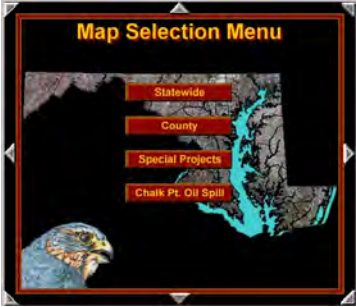 Map Selection Menu
Statewide
County
Special Projects
Chalk Pt. Oil Spill